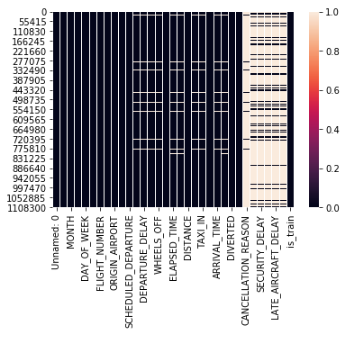 0
55415
110830
166245
221660
277075
332490
387905
443320
498735
554150
609565
664980
720395
775810
831225
886640
942055
997470
1052885
1108300
1.0
0.8
0.6
0.4
0.2
0.0
Unnamed: 0
MONTH
DAY_OF_WEEK
FLIGHT_NUMBER
ORIGIN_AIRPORT
SCHEDULED_DEPARTURE
DEPARTURE_DELAY
WHEELS_OFF
ELAPSED_TIME
DISTANCE
TAXI_IN
ARRIVAL_TIME
DIVERTED
CANCELLATION_REASON
SECURITY_DELAY
LATE_AIRCRAFT_DELAY
is_train